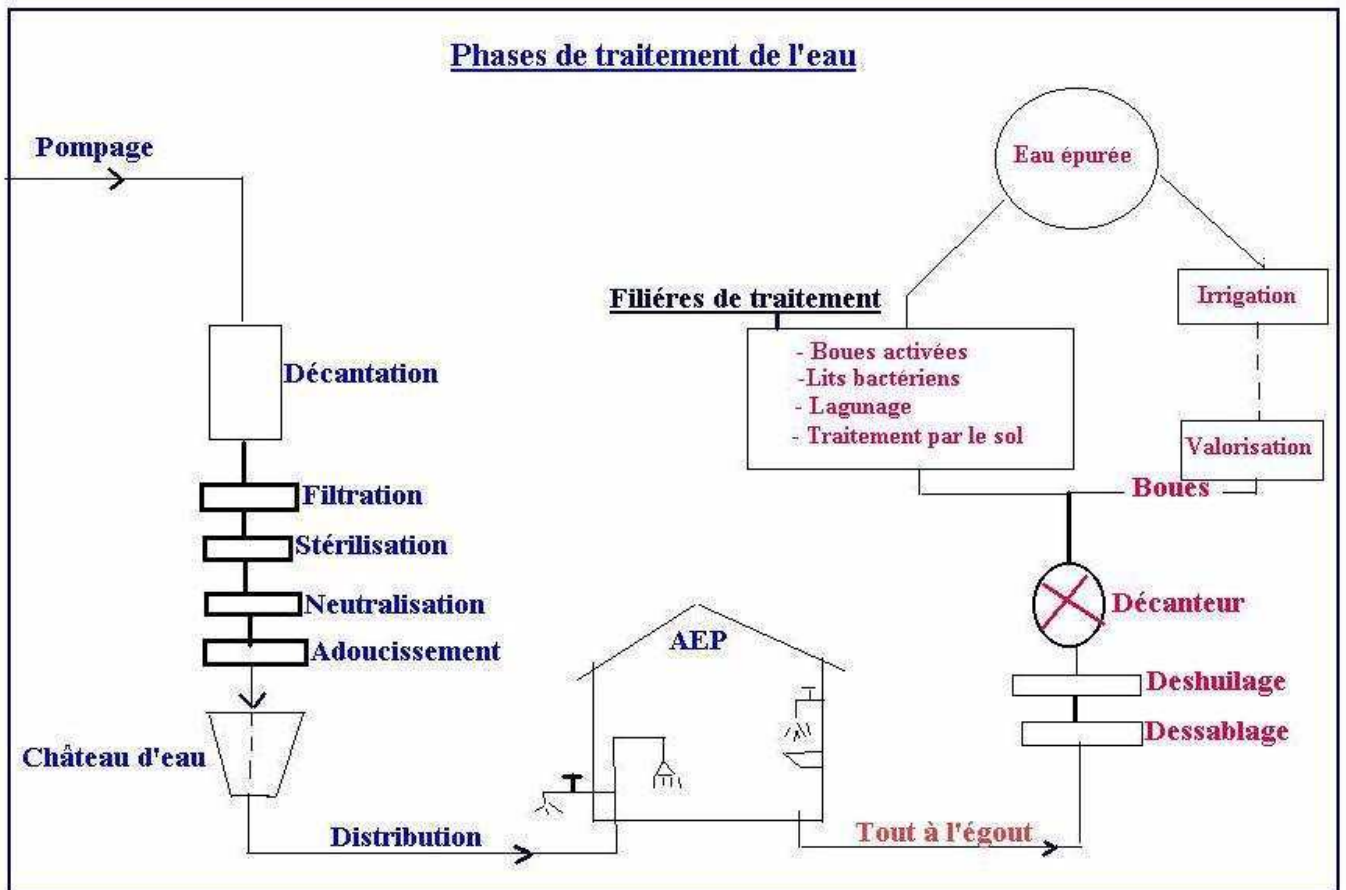 Phases de traitement de l'eau
Pompage
Décantation
Filtration
Stérilisation
Neutralisation
Adoucissement
Château d'eau
Distribution
AEP
Tout à l'égout
Dessablage
Deshuilage
Décanteur
Boues
Filiéres de traitement
- Boues activées
-Lits bactériens
- Lagunage
- Traitement par le sol
Eau épurée
Irrigation
Valorisation